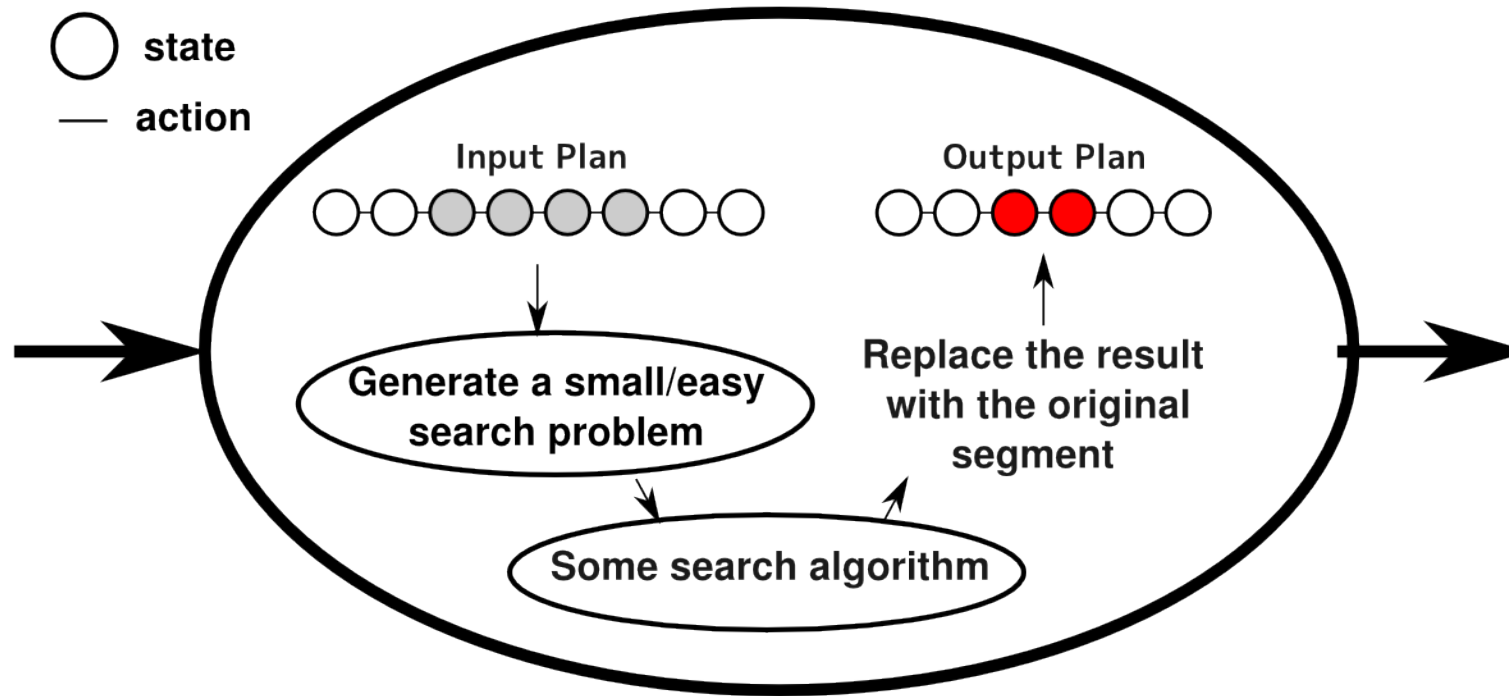 state
action
Input Plan
Output Plan
Generate a small/easy
search problem
Some search algorithm
Replace the result
with the original
segment